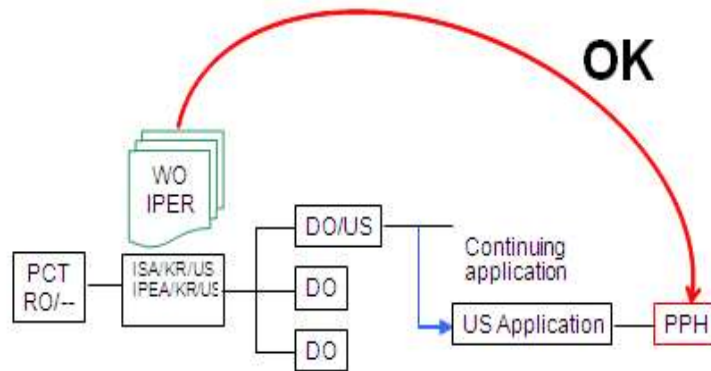 OK
WO
IPER
DO/US
Continuing
application
PCT
RO/--
ISA/KR/US
IPEA/KR/US
DO
US Application
PPH
DO